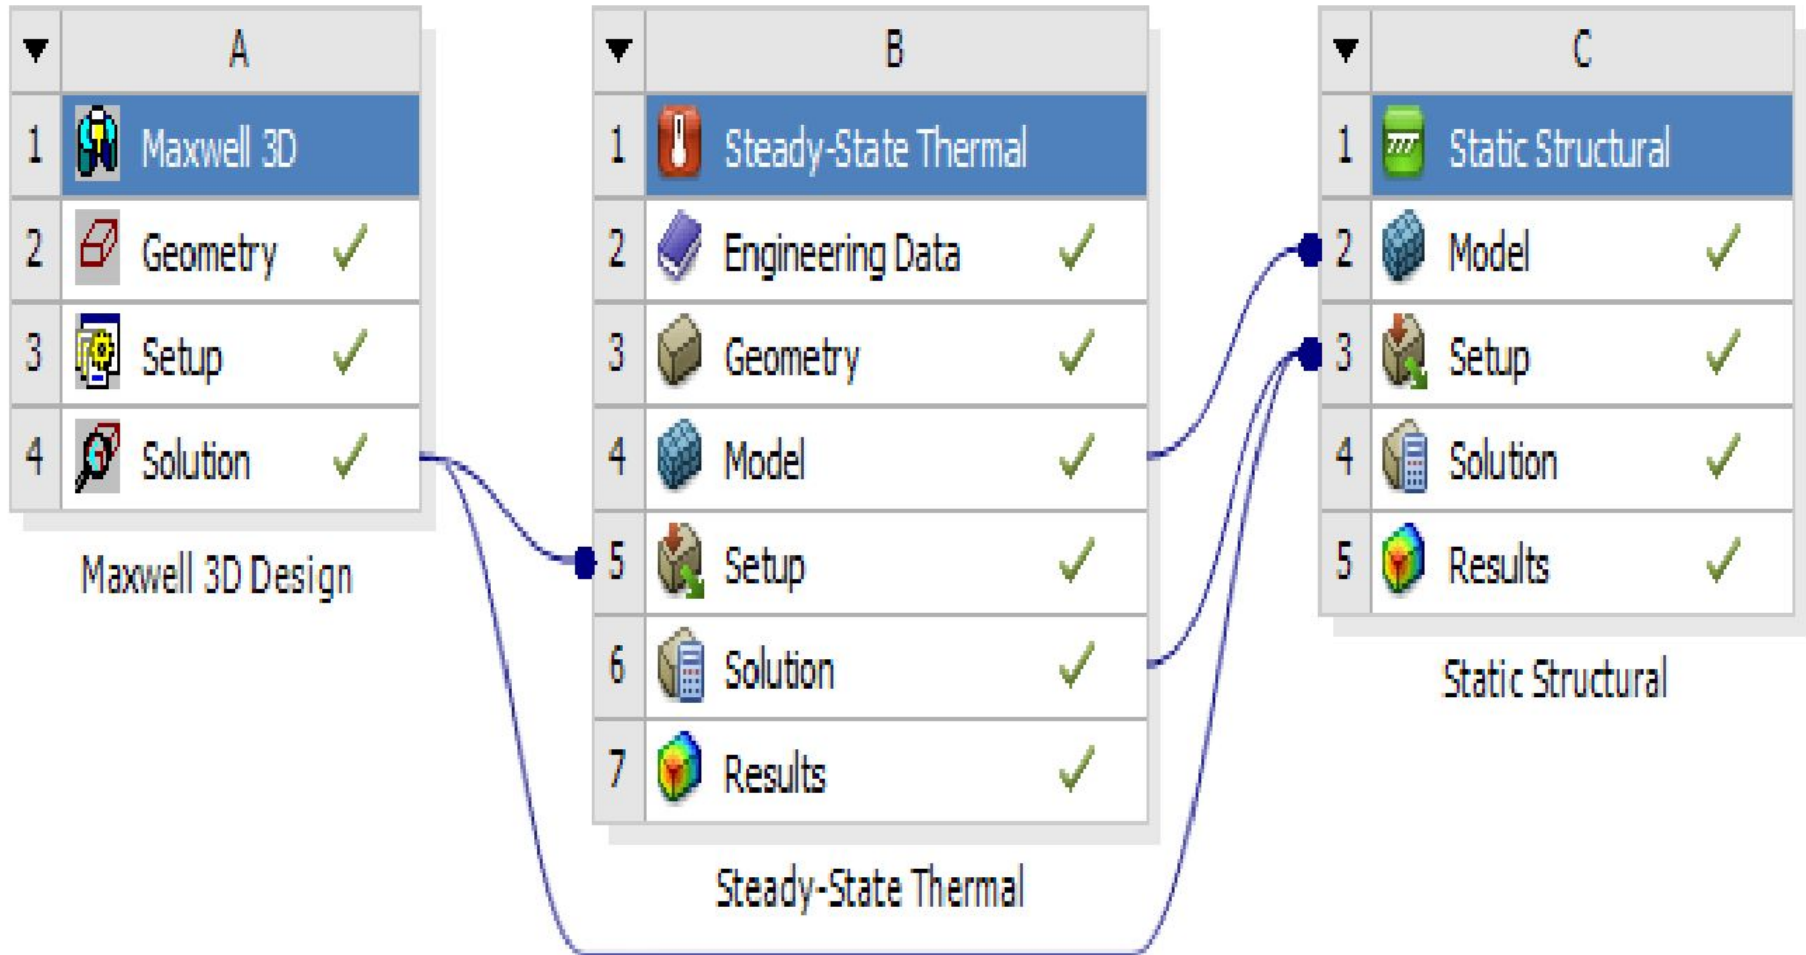 A
1 Maxwell 3D
2 Geometry
3 Setup
4 Solution
Maxwell 3D Design
B
1 Steady-State Thermal
2 Engineering Data
3 Geometry
4 Model
5 Setup
6 Solution
7 Results
Steady-State Thermal
C
1 Static Structural
2 Model
3 Setup
4 Solution
5 Results
Static Structural